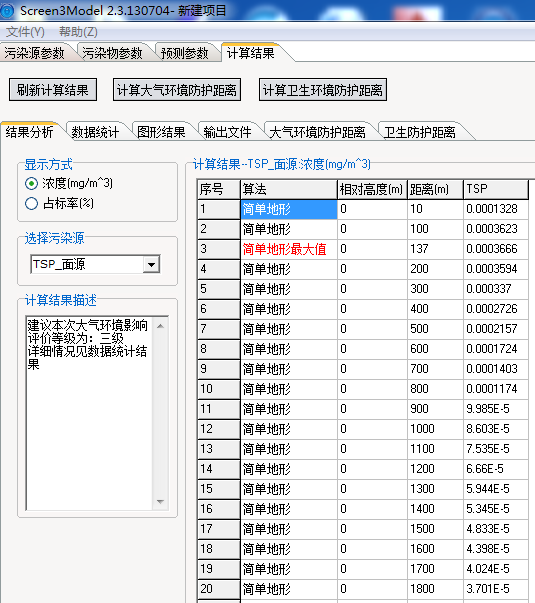 Screen3Model 2.3.130704- 新建项目
文件(Y) 帮助(Z)
污染源参数 污染物参数 预测参数 计算结果
刷新计算结果 计算大气环境防护距离 计算卫生环境防护距离
结果分析 数据统计 图形结果 输出文件 大气环境防护距离 卫生防护距离
显示方式
浓度(mg/m^3)
占标率(%)
选择污染源
TSP_面源
计算结果描述
建议本次大气环境影响
评价等级为：三级
详细情况见数据统计结
果
计算结果--TSP_面源:浓度(mg/m^3)
序号 算法 相对高度(m) 距离(m) TSP
1 简单地形 0 10 0.0001328
2 简单地形 0 100 0.0003623
3 简单地形最大值 0 137 0.0003666
4 简单地形 0 200 0.0003594
5 简单地形 0 300 0.000337
6 简单地形 0 400 0.0002726
7 简单地形 0 500 0.0002157
8 简单地形 0 600 0.0001724
9 简单地形 0 700 0.0001403
10 简单地形 0 800 0.0001174
11 简单地形 0 900 9.985E-5
12 简单地形 0 1000 8.603E-5
13 简单地形 0 1100 7.535E-5
14 简单地形 0 1200 6.66E-5
15 简单地形 0 1300 5.944E-5
16 简单地形 0 1400 5.345E-5
17 简单地形 0 1500 4.833E-5
18 简单地形 0 1600 4.398E-5
19 简单地形 0 1700 4.024E-5
20 简单地形 0 1800 3.701E-5